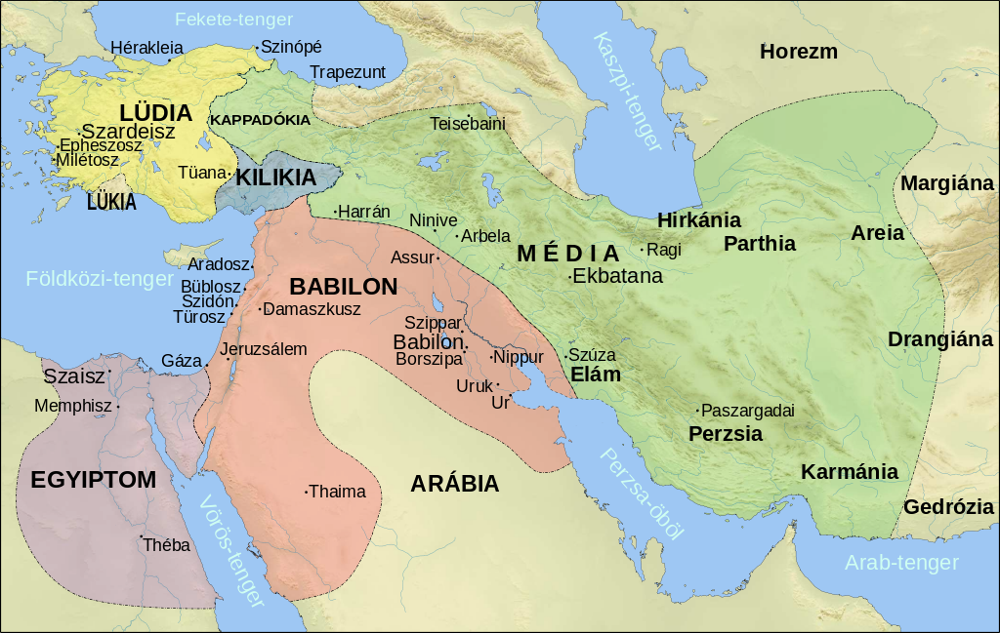 Fekete-tenger
Hérakleia
Szinópé
Trapezunt
Kaszpi-tenger
Horezm
LÜDIA
Szardeisz
Epheszosz
Milétosz
KAPPADÓKIA
Teisebaini
Tüana
KILIKIA
LÜKIA
Harrán
Ninive
Arbela
Assur
MÉDIA
Ekbatana
Ragi
Hirkánia
Parthia
Areia
Margiána
Földközi-tenger
Aradosz
Büblosz
Szidón
Türosz
BABILON
Damaszkusz
Szippar
Babilon
Borszipa
Nippur
Szúza
Elám
Drangiána
Gáza
Jeruzsálem
Uruk
Ur
Szaisz
Memphisz
Paszargadai
Perzsia
EGYIPTOM
ARÁBIA
Thaima
Karmánia
Perzsa-öböl
Gedrózia
Vörös-tenger
Théba
Arab-tenger